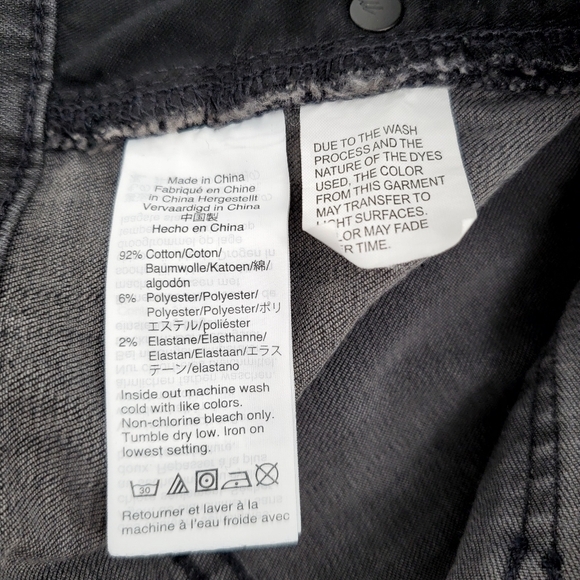 Made in China
Fabriqué en Chine
in China Hergestellt
Vervaardigd in China
中国製
Hecho en China
92% Cotton/Coton/
Baumwolle/Katoen/綿/
algodón
6% Polyester/Polyester/
Polyester/Polyester/ポリ
エステル/poliéster
2% Elastane/Elasthanne/
Elastan/Elastaan/エラス
テーン/elastano
Inside out machine wash
cold with like colors.
Non-chlorine bleach only.
Tumble dry low. Iron on
lowest setting.
30
Retourner et laver à la
machine à l'eau froide avec
DUE TO THE WASH
PROCESS AND THE
NATURE OF THE DYES
USED, THE COLOR
FROM THIS GARMENT
MAY TRANSFER TO
LIGHT SURFACES.
MAY FADE
TIME.